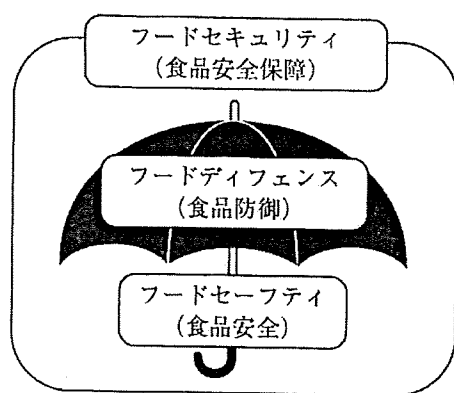 フードセキュリティ
（食品安全保障）
フードディフェンス
（食品防御）
フードセーフティ
（食品安全）